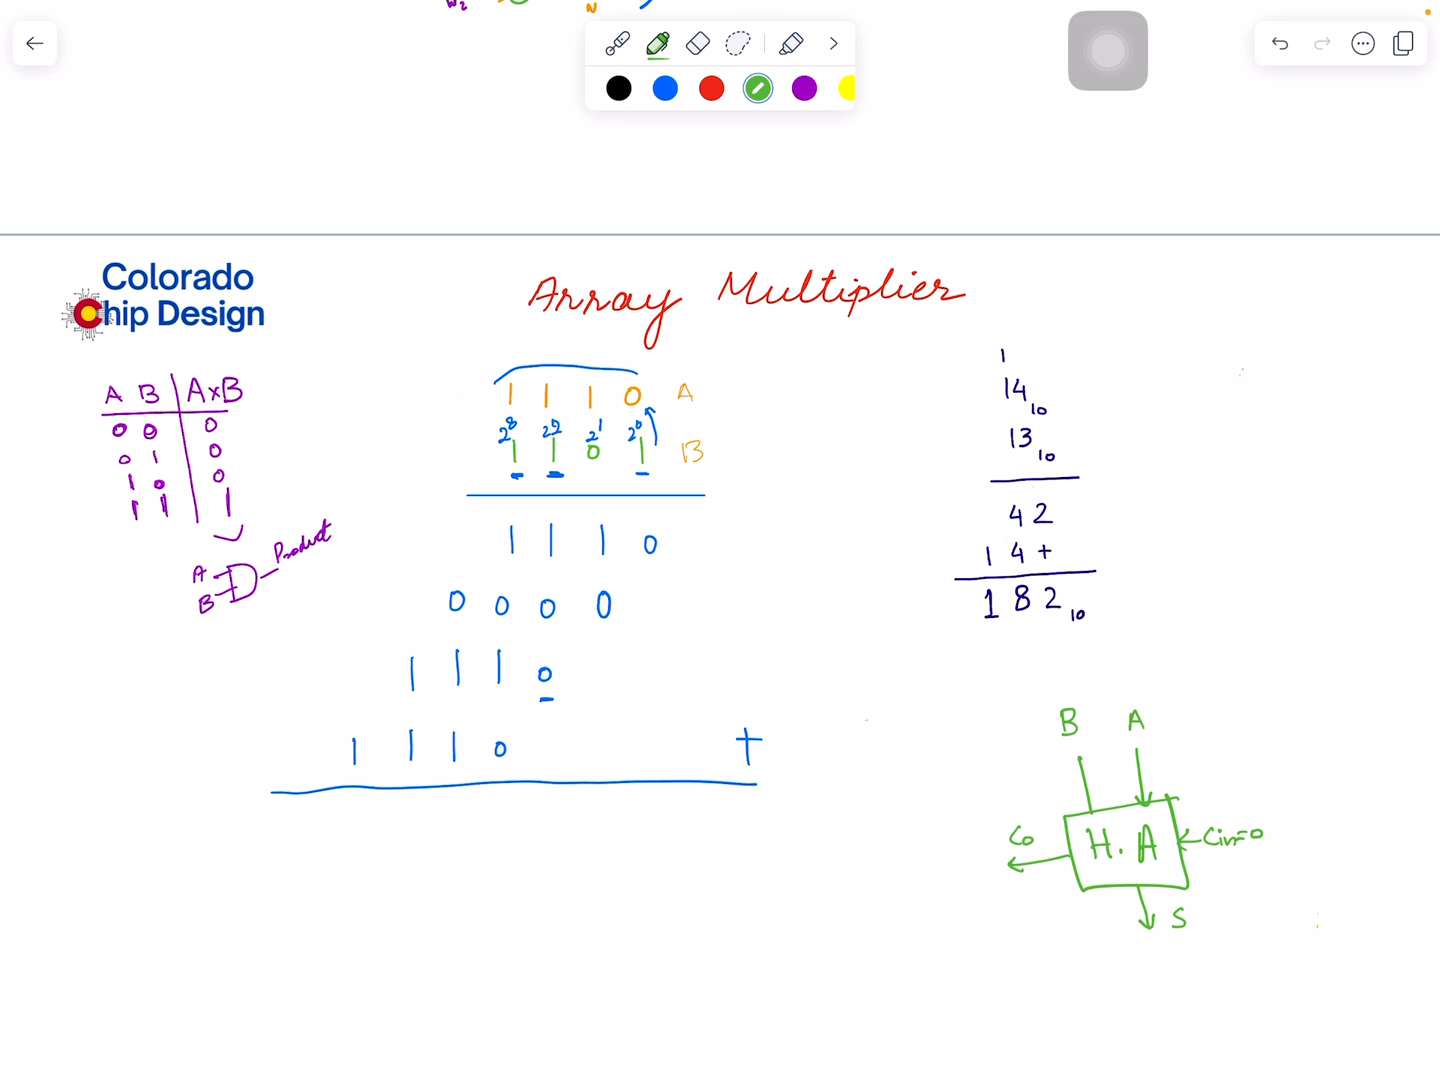 Colorado
Chip Design
Array Multiplier
A B A×B
0 0 0
0 1 0
1 0 0
1 1 1
A
B
Product
1 1 1 0 A
2⁸ 2² 2¹ 2⁰
1 1 0 1 B
1 1 1 0
0 0 0 0
1 1 1 0
1 1 1 0 +
1
14₁₀
13₁₀
42
14+
182₁₀
B A
Co H.A Cin=0
S